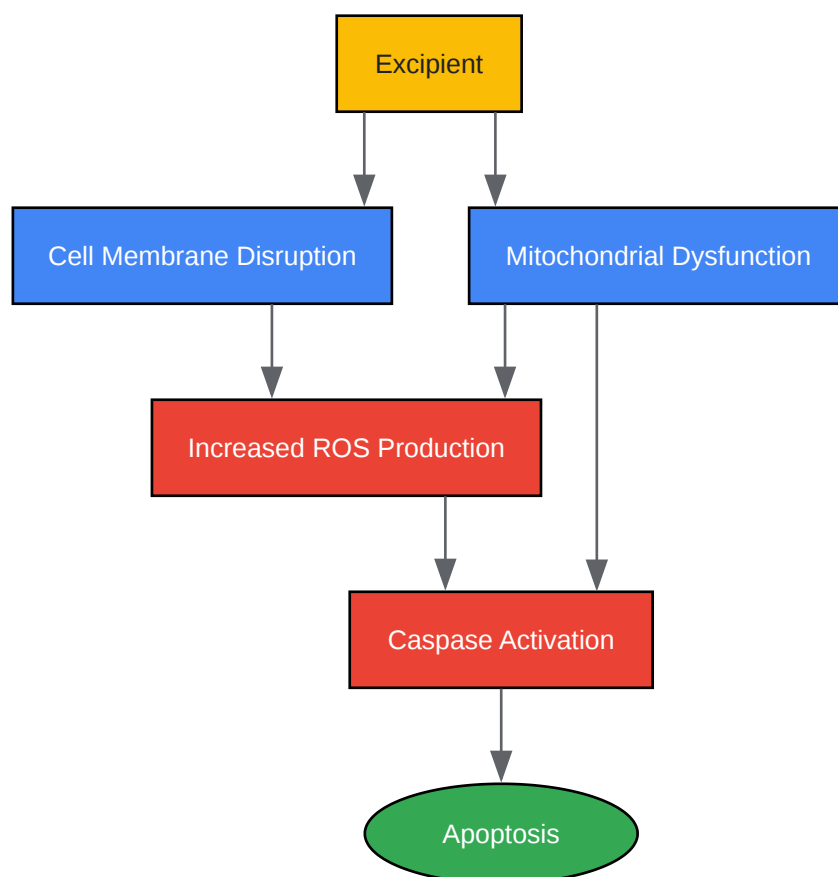 Excipient
Cell Membrane Disruption
Mitochondrial Dysfunction
Increased ROS Production
Caspase Activation
Apoptosis